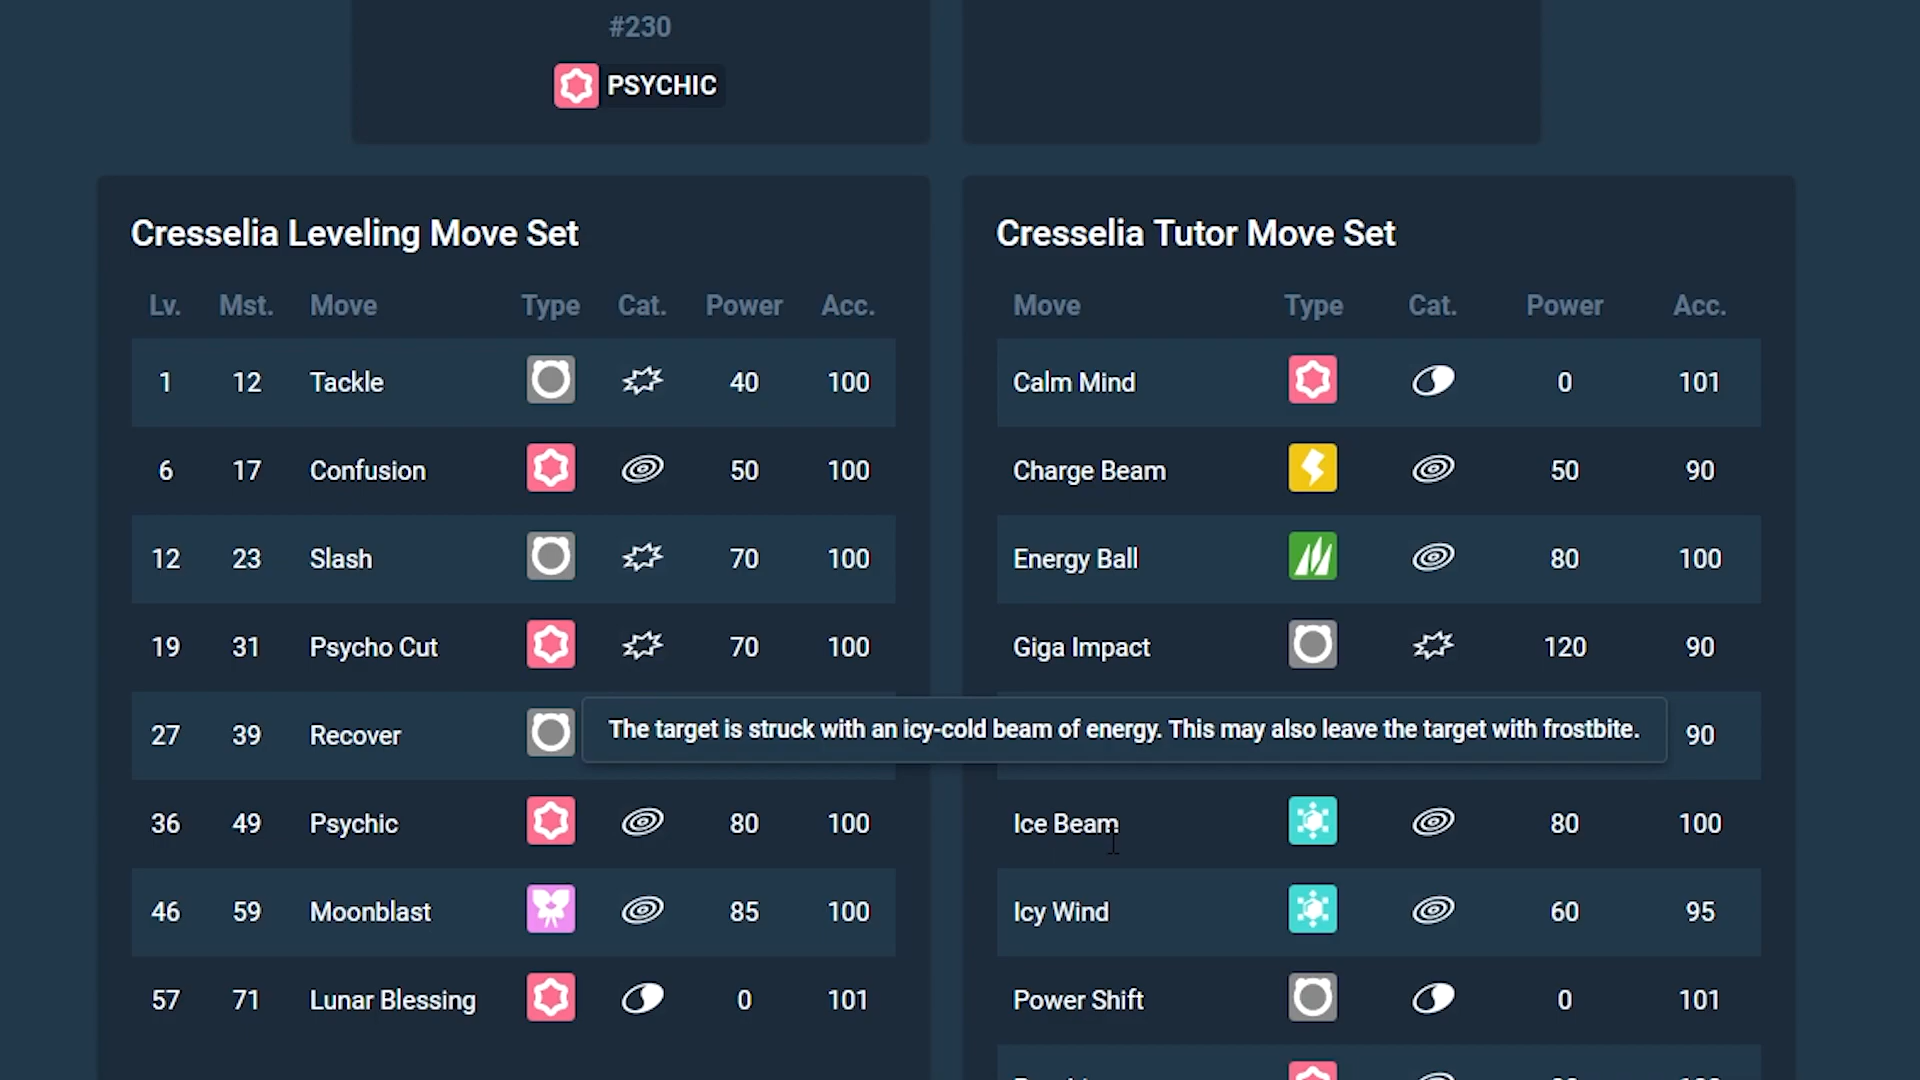 #230
PSYCHIC
Cresselia Leveling Move Set
Lv. Mst. Move Type Cat. Power Acc.
1 12 Tackle 40 100
6 17 Confusion 50 100
12 23 Slash 70 100
19 31 Psycho Cut 70 100
27 39 Recover
36 49 Psychic 80 100
46 59 Moonblast 85 100
57 71 Lunar Blessing 0 101
Cresselia Tutor Move Set
Move Type Cat. Power Acc.
Calm Mind 0 101
Charge Beam 50 90
Energy Ball 80 100
Giga Impact 120 90
The target is struck with an icy-cold beam of energy. This may also leave the target with frostbite.
90
Ice Beam 80 100
Icy Wind 60 95
Power Shift 0 101